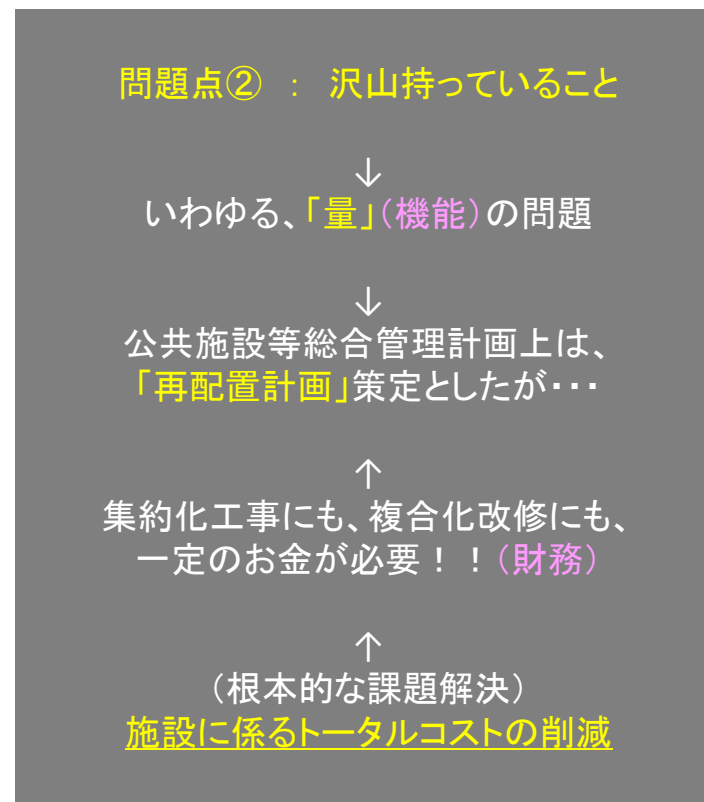 問題点② : 沢山持っていること
↓
いわゆる、「量」(機能)の問題
↓
公共施設等総合管理計画上は、
「再配置計画」策定としたが・・・
↑
集約化工事にも、複合化改修にも、
一定のお金が必要！！(財務)
↑
(根本的な課題解決)
施設に係るトータルコストの削減